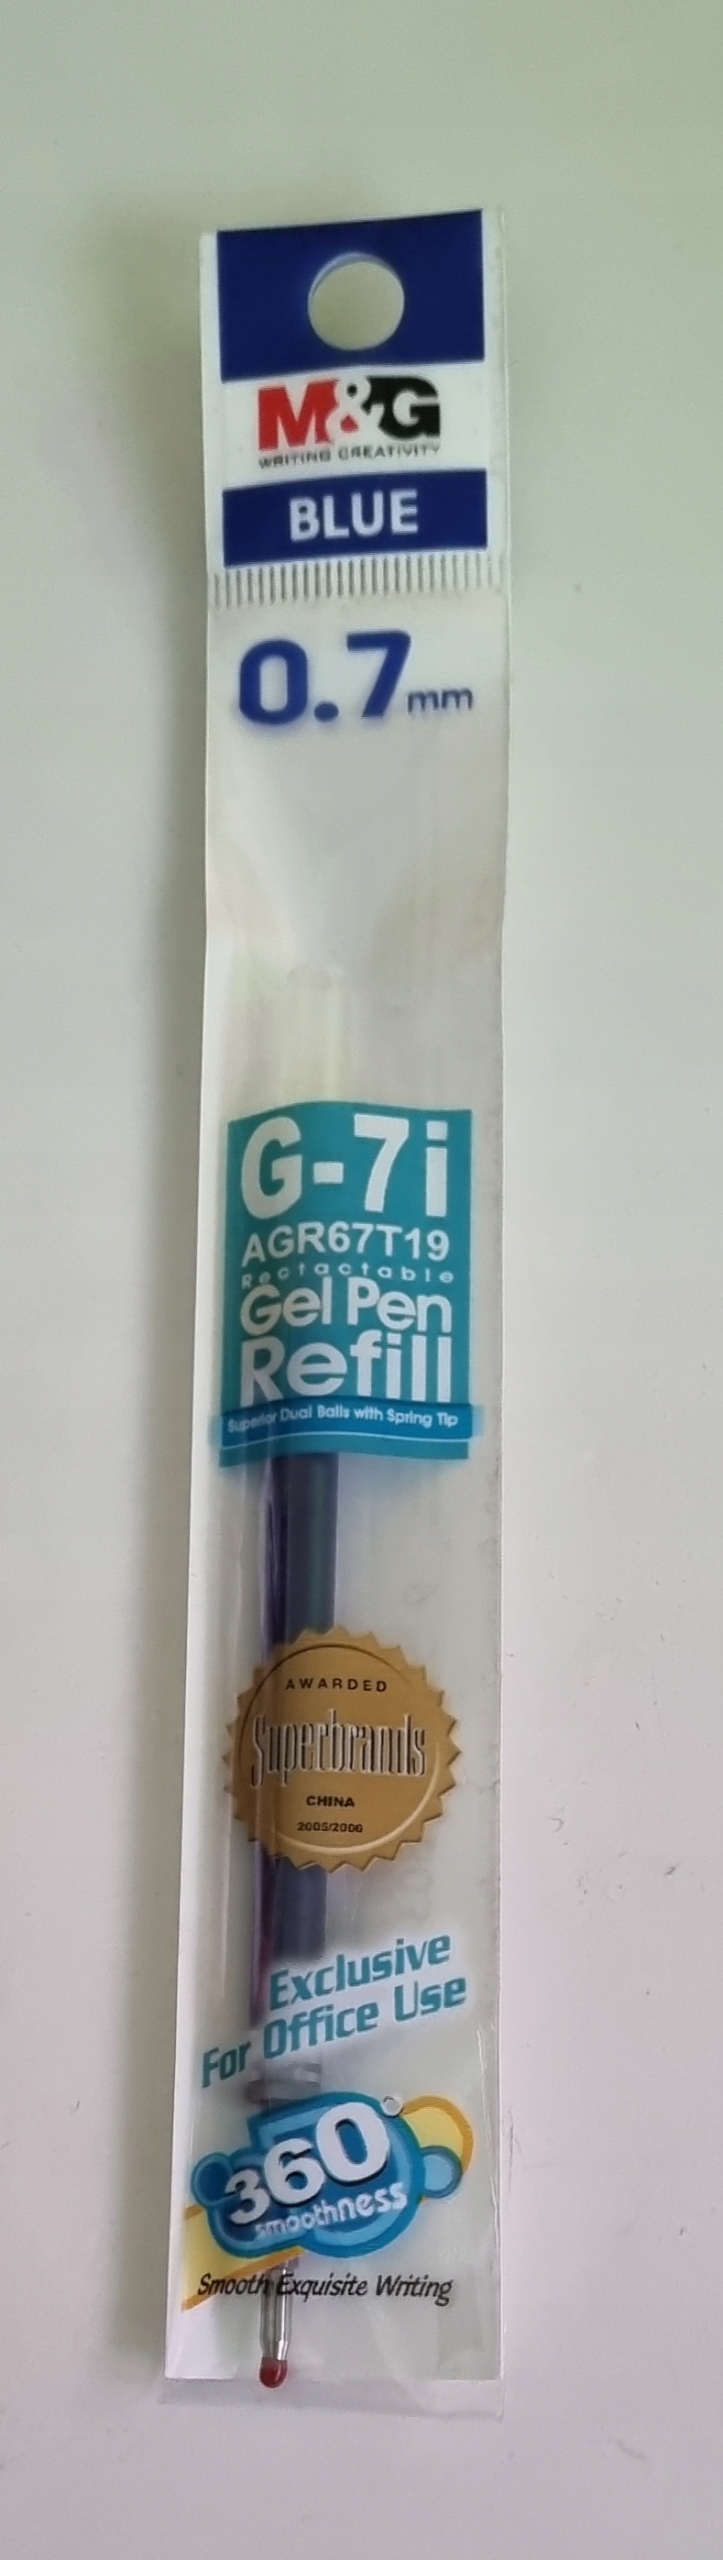 M&G
WRITING CREATIVITY
BLUE
0.7mm
G-7i
AGR67T19
Rectactable
Gel Pen
Refill
Superior Dual Balls with Spring Tip
AWARDED
Superbrands
CHINA
2005/2006
Exclusive
For Office Use
360°
smoothness
Smooth Exquisite Writing